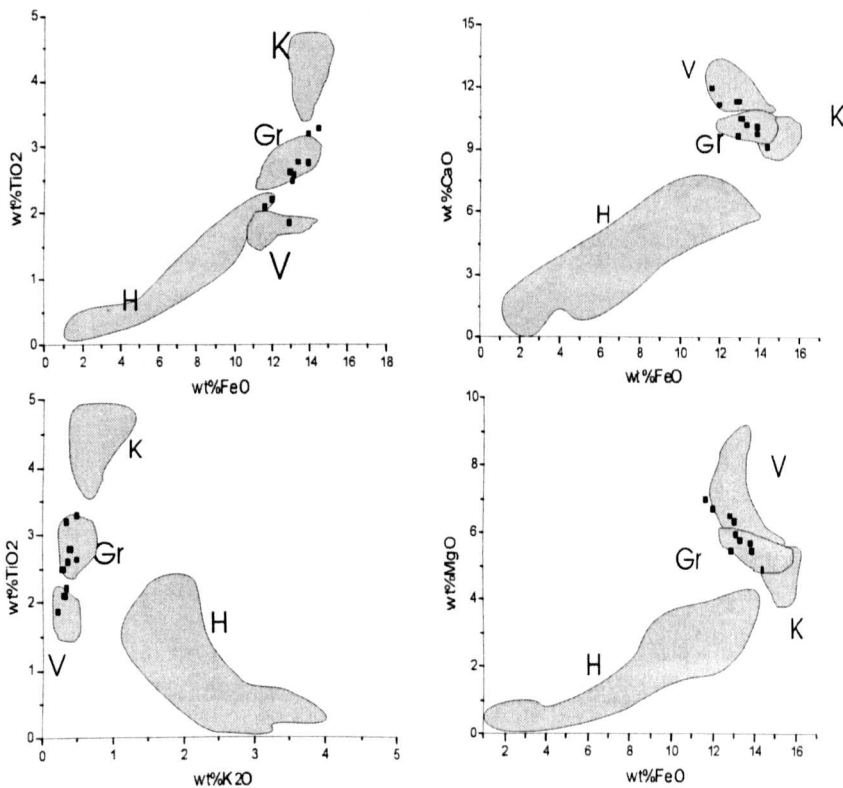 5
4
3
2
1
0
wt%TiO2
K
Gr
H
V
0 2 4 6 8 10 12 14 16 18
wt%FeO
15
12
9
6
3
0
wt%CaO
V
K
Gr
H
0 2 4 6 8 10 12 14 16
wt%FeO
5
4
3
2
1
0
wt%TiO2
K
Gr
H
V
0 1 2 3 4 5
wt%K2O
10
8
6
4
2
0
wt%MgO
V
Gr
K
H
2 4 6 8 10 12 14 16
wt%FeO